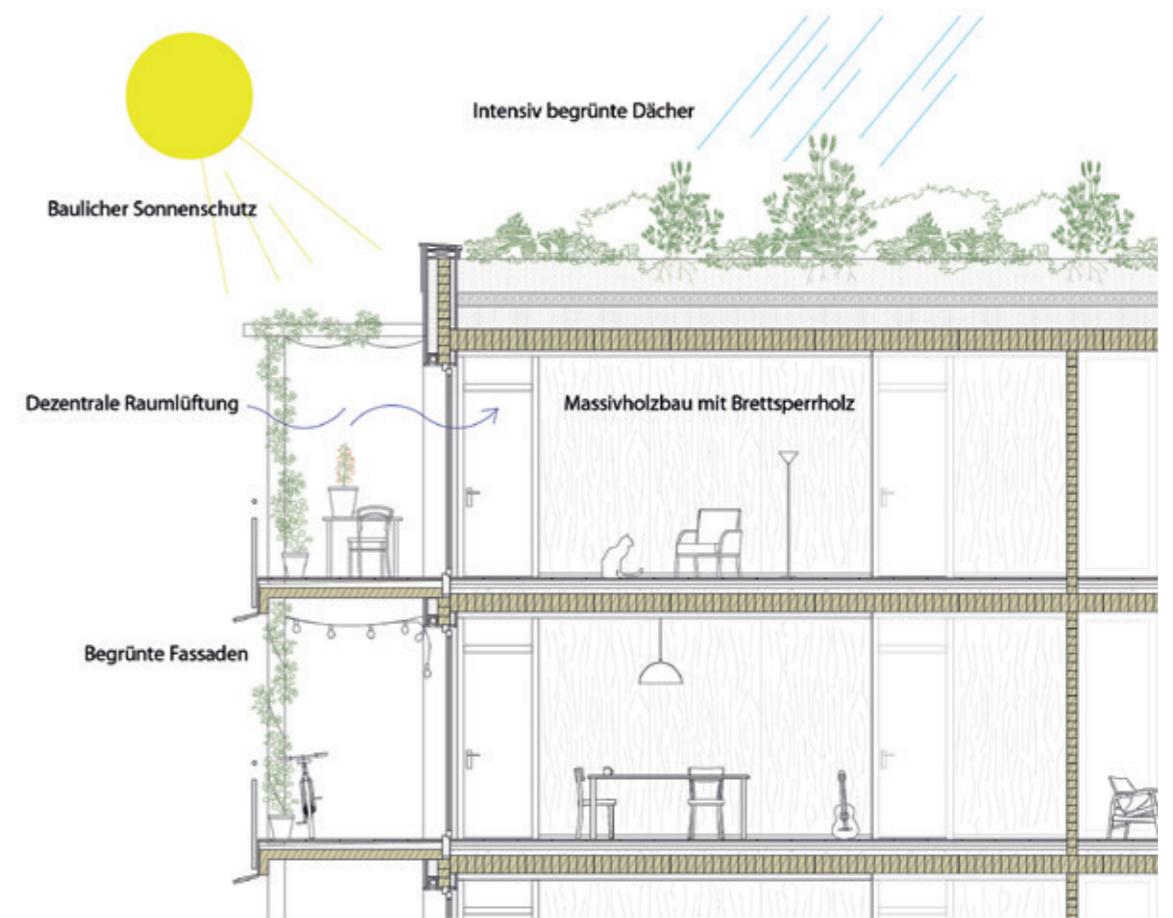 Intensiv begrünte Dächer
Baulicher Sonnenschutz
Dezentrale Raumlüftung
Massivholzbau mit Brettsperrholz
Begrünte Fassaden